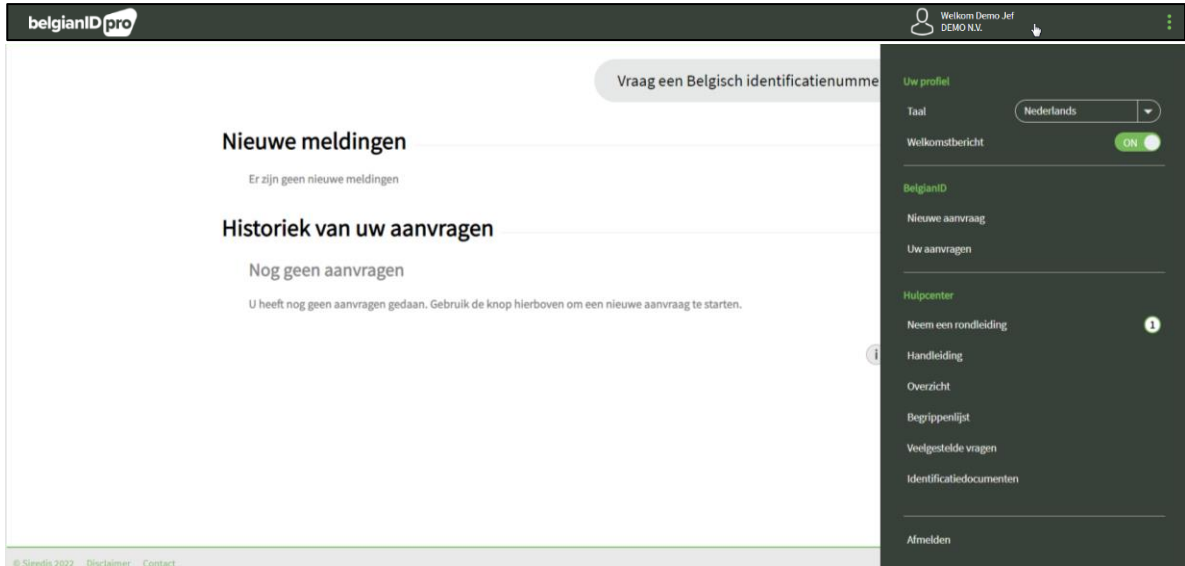 belgianID pro
Welkom Demo Jef
DEMO N.V.
Vraag een Belgisch identificatienumme
Nieuwe meldingen
Er zijn geen nieuwe meldingen
Historiek van uw aanvragen
Nog geen aanvragen
U heeft nog geen aanvragen gedaan. Gebruik de knop hierboven om een nieuwe aanvraag te starten.
i
Uw profiel
Taal Nederlands
Welkomstbericht ON
BelgianID
Nieuwe aanvraag
Uw aanvragen
Hulpcenter
Neem een rondleiding 1
Handleiding
Overzicht
Begrippenlijst
Veelgestelde vragen
Identificatiedocumenten
Afmelden
© Sigedis 2022 Disclaimer Contact